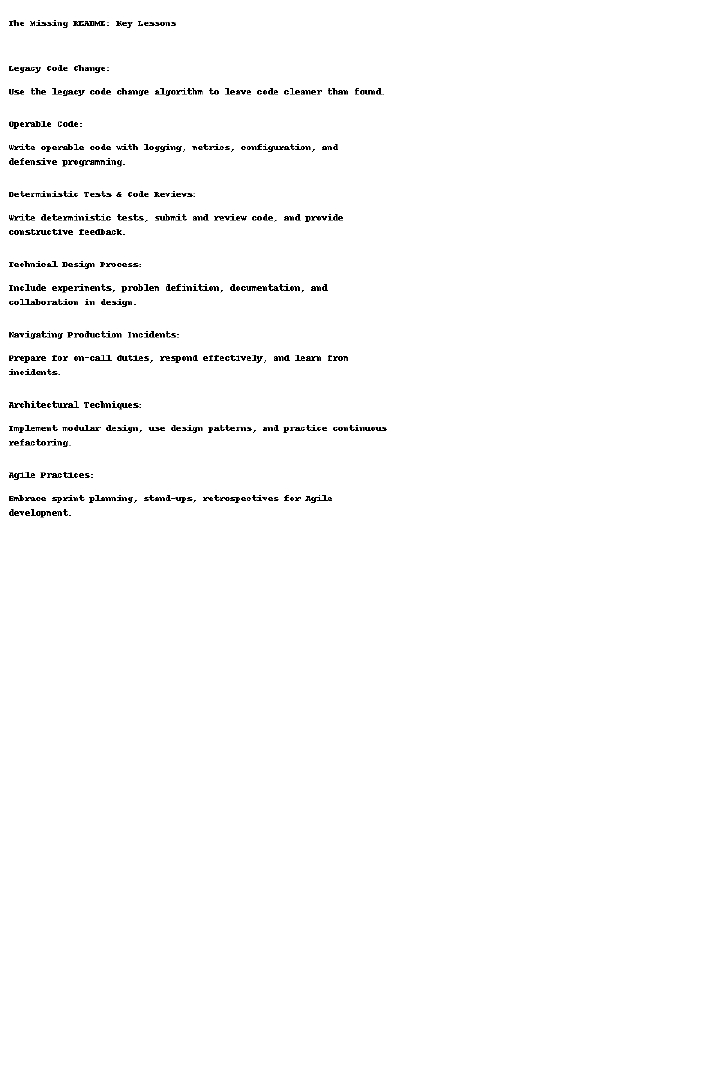 The Missing README: Key Lessons
Legacy Code Change:
Use the legacy code change algorithm to leave code cleaner than found.
Operable Code:
Write operable code with logging, metrics, configuration, and
defensive programming.
Deterministic Tests & Code Reviews:
Write deterministic tests, submit and review code, and provide
constructive feedback.
Technical Design Process:
Include experiments, problem definition, documentation, and
collaboration in design.
Navigating Production Incidents:
Prepare for on-call duties, respond effectively, and learn from
incidents.
Architectural Techniques:
Implement modular design, use design patterns, and practice continuous
refactoring.
Agile Practices:
Embrace sprint planning, stand-ups, retrospectives for Agile
development.